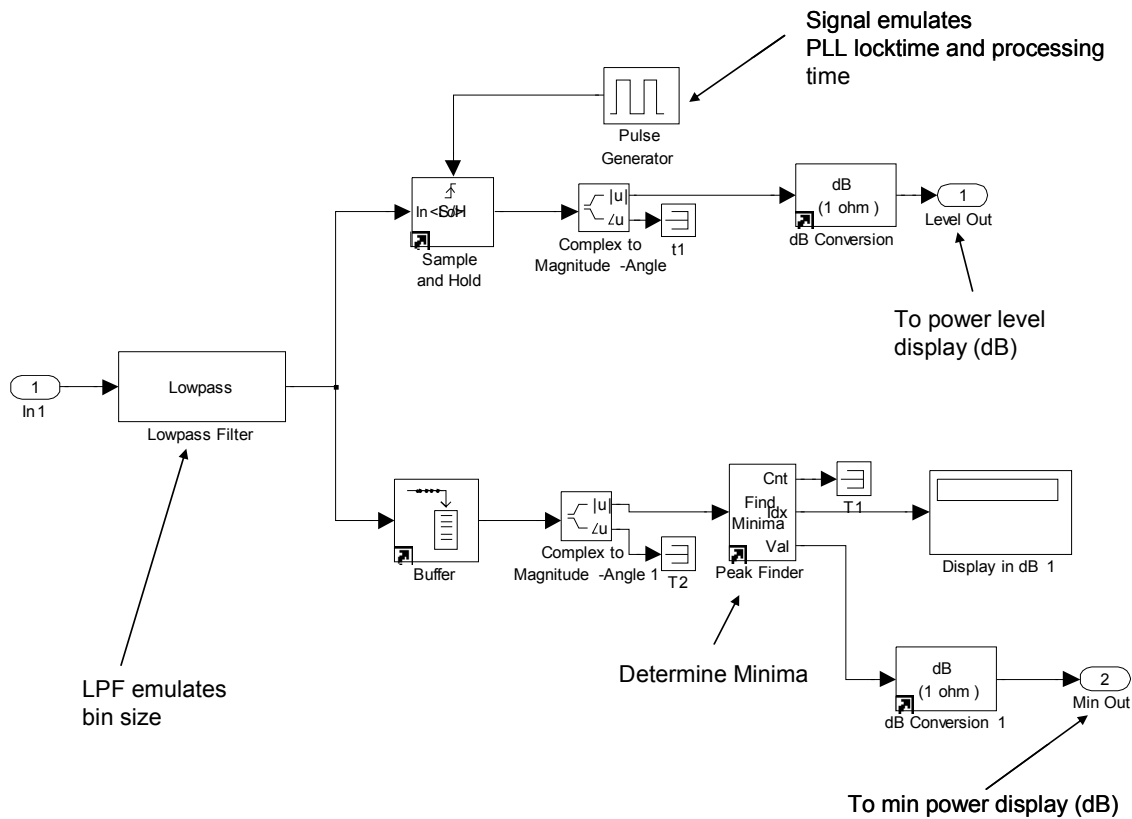 Signal emulates
PLL locktime and processing
time
Pulse
Generator
In
S/H
Sample
and Hold
|u|
∠u
Complex to
Magnitude -Angle
t1
dB
(1 ohm )
dB Conversion
1
Level Out
To power level
display (dB)
1
In1
Lowpass
Lowpass Filter
LPF emulates
bin size
Buffer
|u|
∠u
Complex to
Magnitude -Angle 1
T2
Cnt
Find
Idx
Minima
Val
Peak Finder
T1
Display in dB 1
Determine Minima
dB
(1 ohm )
dB Conversion 1
2
Min Out
To min power display (dB)